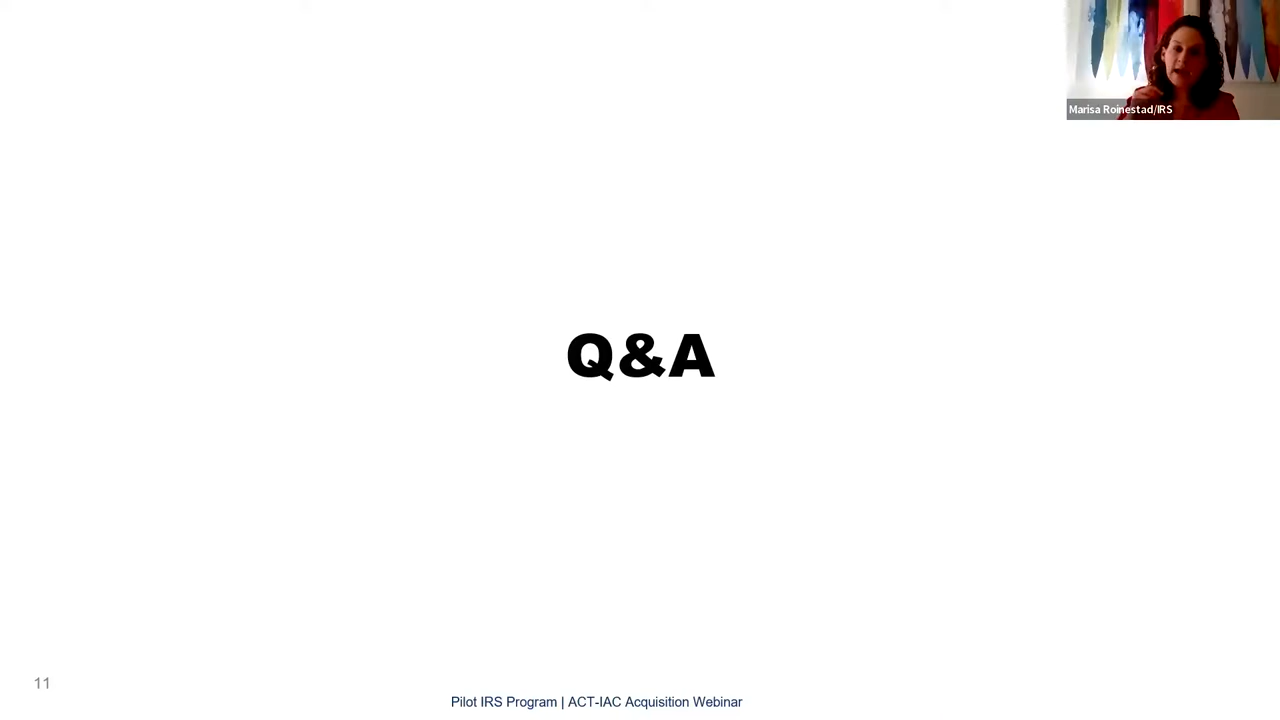 Marisa Roinestad/IRS
Q&A
11
Pilot IRS Program | ACT-IAC Acquisition Webinar